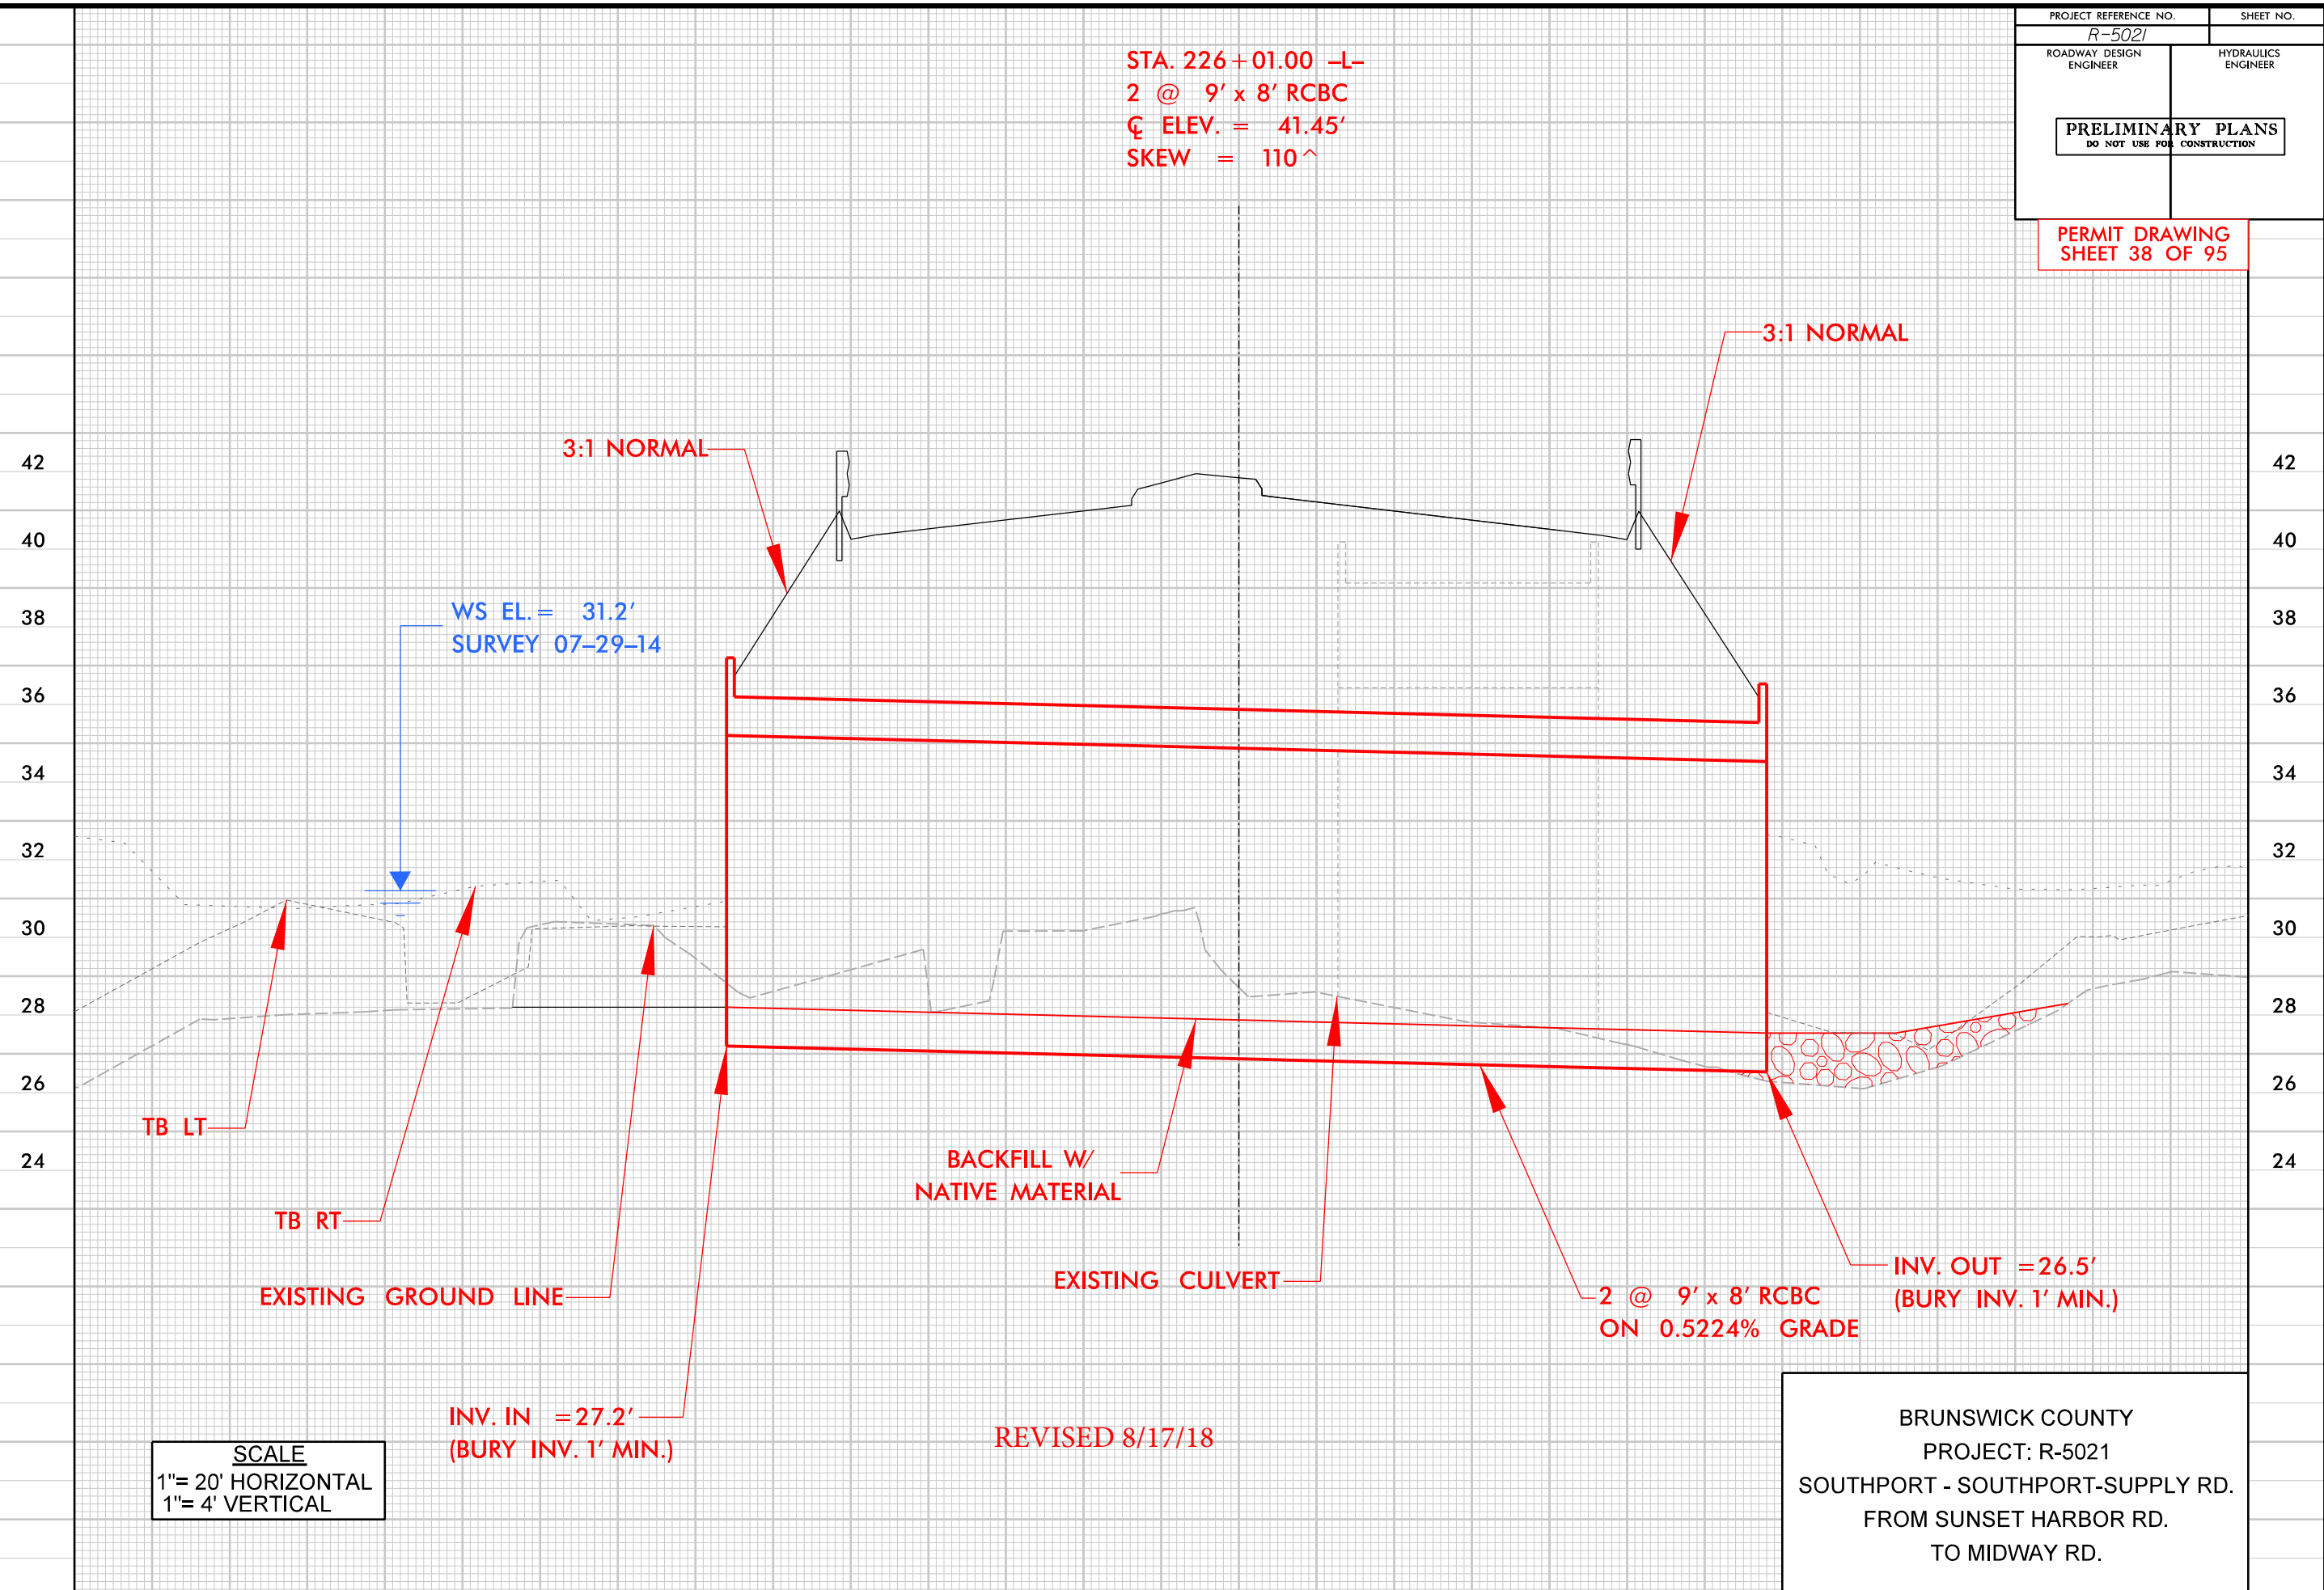 PROJECT REFERENCE NO.
SHEET NO.
R-5021
ROADWAY DESIGN
ENGINEER
HYDRAULICS
ENGINEER
PRELIMINARY PLANS
DO NOT USE FOR CONSTRUCTION
PERMIT DRAWING
SHEET 38 OF 95
STA. 226+01.00 -L-
2 @ 9' x 8' RCBC
℄ ELEV. = 41.45'
SKEW = 110^
3:1 NORMAL
3:1 NORMAL
42
42
40
40
WS EL. = 31.2'
SURVEY 07-29-14
38
38
36
36
34
34
32
32
30
30
28
28
26
26
24
24
TB LT
TB RT
BACKFILL W/
NATIVE MATERIAL
EXISTING GROUND LINE
EXISTING CULVERT
2 @ 9' x 8' RCBC
ON 0.5224% GRADE
INV. OUT =26.5'
(BURY INV. 1' MIN.)
INV. IN =27.2'
(BURY INV. 1' MIN.)
REVISED 8/17/18
SCALE
1"= 20' HORIZONTAL
1"= 4' VERTICAL
BRUNSWICK COUNTY
PROJECT: R-5021
SOUTHPORT - SOUTHPORT-SUPPLY RD.
FROM SUNSET HARBOR RD.
TO MIDWAY RD.